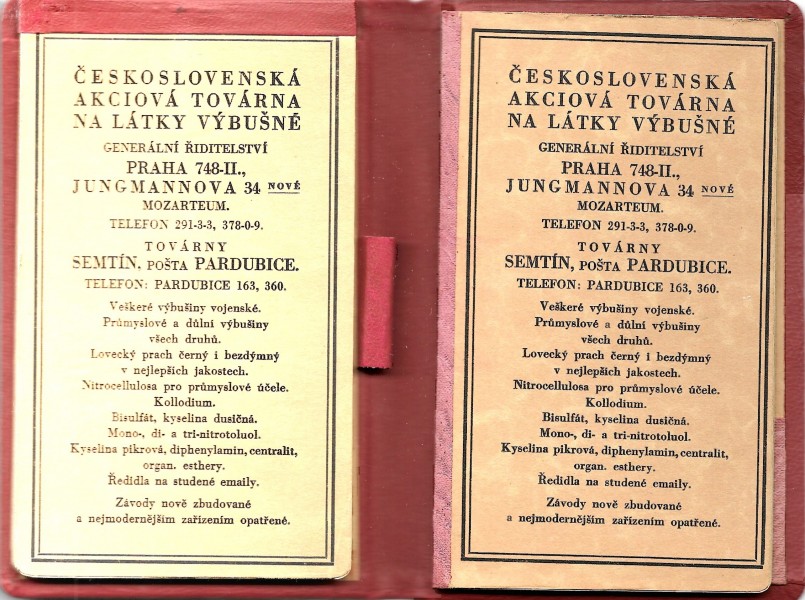 ČESKOSLOVENSKÁ
AKCIOVÁ TOVÁRNA
NA LÁTKY VÝBUŠNÉ
GENERÁLNÍ ŘIDITELSTVÍ
PRAHA 748-II.,
JUNGMANNOVA 34 NOVÉ
MOZARTEUM.
TELEFON 291-3-3, 378-0-9.
TOVÁRNY
SEMTÍN, POŠTA PARDUBICE.
TELEFON: PARDUBICE 163, 360.
Veškeré výbušiny vojenské.
Průmyslové a důlní výbušiny
všech druhů.
Lovecký prach černý i bezdýmný
v nejlepších jakostech.
Nitrocellulosa pro průmyslové účele.
Kollodium.
Bisulfát, kyselina dusičná.
Mono-, di- a tri-nitrotoluol.
Kyselina pikrová, diphenylamin, centralit,
organ. esthery.
Ředidla na studené emaily.
Závody nově zbudované
a nejmodernějším zařízením opatřené.
ČESKOSLOVENSKÁ
AKCIOVÁ TOVÁRNA
NA LÁTKY VÝBUŠNÉ
GENERÁLNÍ ŘIDITELSTVÍ
PRAHA 748-II.,
JUNGMANNOVA 34 NOVÉ
MOZARTEUM.
TELEFON 291-3-3, 378-0-9.
TOVÁRNY
SEMTÍN, POŠTA PARDUBICE.
TELEFON: PARDUBICE 163, 360.
Veškeré výbušiny vojenské.
Průmyslové a důlní výbušiny
všech druhů.
Lovecký prach černý i bezdýmný
v nejlepších jakostech.
Nitrocellulosa pro průmyslové účele.
Kollodium.
Bisulfát, kyselina dusičná.
Mono-, di- a tri-nitrotoluol.
Kyselina pikrová, diphenylamin, centralit,
organ. esthery.
Ředidla na studené emaily.
Závody nově zbudované
a nejmodernějším zařízením opatřené.